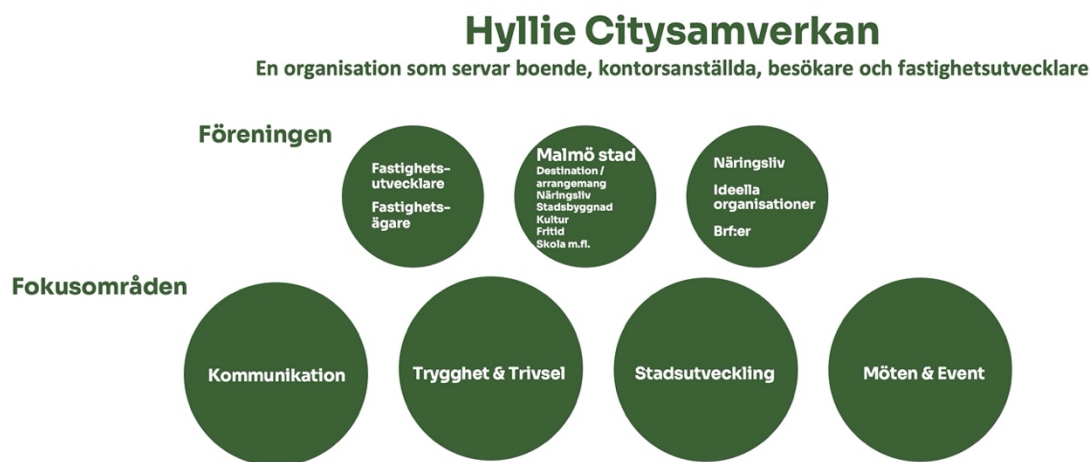 Hyllie Citysamverkan
En organisation som servar boende, kontorsanställda, besökare och fastighetsutvecklare
Föreningen
Fastighets-
utvecklare
Fastighets-
ägare
Malmö stad
Destination /
arrangemang
Näringsliv
Stadsbyggnad
Kultur
Fritid
Skola m.fl.
Näringsliv
Ideella
organisationer
Brf:er
Fokusområden
Kommunikation
Trygghet & Trivsel
Stadsutveckling
Möten & Event